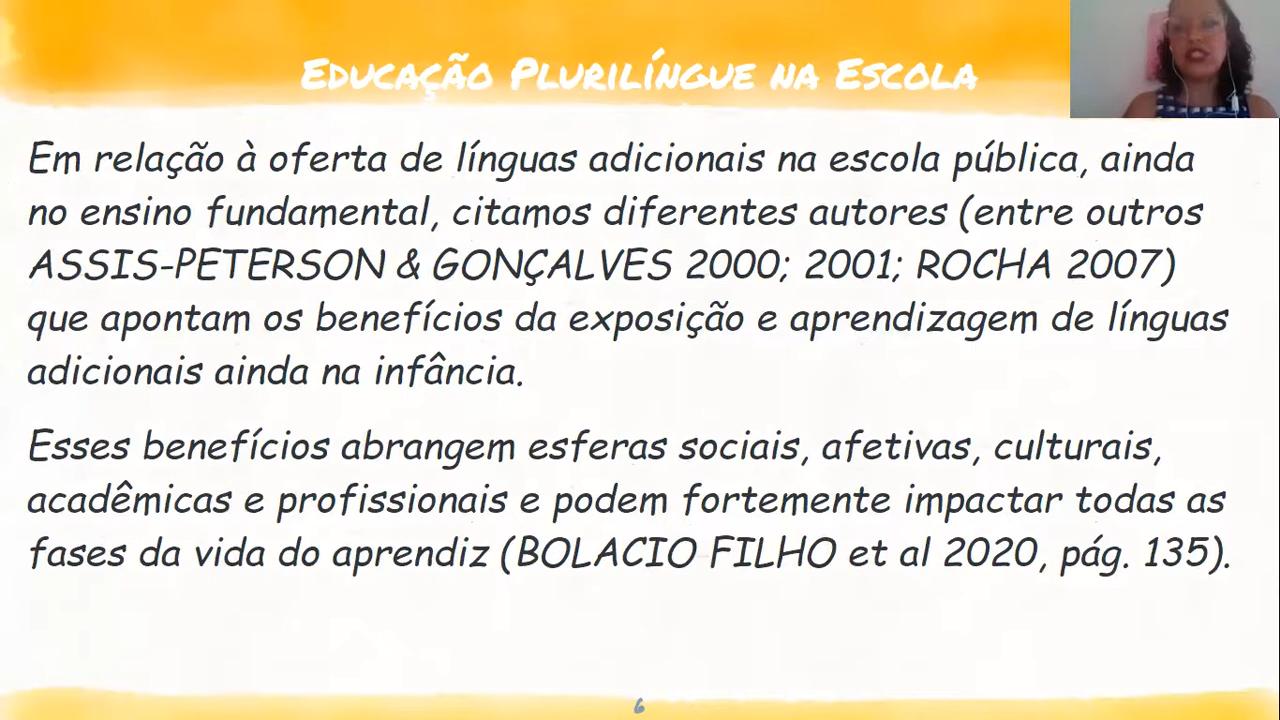 Educação Plurilíngue na Escola
Em relação à oferta de línguas adicionais na escola pública, ainda
no ensino fundamental, citamos diferentes autores (entre outros
ASSIS-PETERSON & GONÇALVES 2000; 2001; ROCHA 2007)
que apontam os benefícios da exposição e aprendizagem de línguas
adicionais ainda na infância.
Esses benefícios abrangem esferas sociais, afetivas, culturais,
acadêmicas e profissionais e podem fortemente impactar todas as
fases da vida do aprendiz (BOLACIO FILHO et al 2020, pág. 135).
6